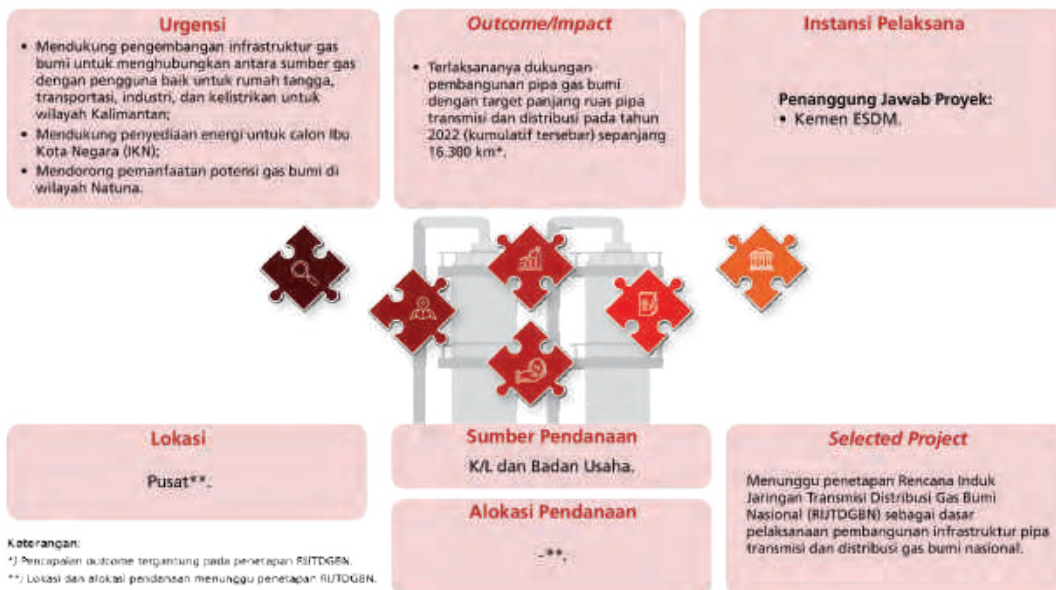 Urgensi
• Mendukung pengembangan infrastruktur gas
bumi untuk menghubungkan antara sumber gas
dengan pengguna baik untuk rumah tangga,
transportasi, industri, dan kelistrikan untuk
wilayah Kalimantan;
• Mendukung penyediaan energi untuk calon Ibu
Kota Negara (IKN);
• Mendorong pemanfaatan potensi gas bumi di
wilayah Natuna.
Outcome/Impact
• Terlaksananya dukungan
pembangunan pipa gas bumi
dengan target panjang ruas pipa
transmisi dan distribusi pada tahun
2022 (kumulatif tersebar) sepanjang
16.300 km*.
Instansi Pelaksana
Penanggung Jawab Proyek:
• Kemen ESDM.
Lokasi
Pusat**.
Sumber Pendanaan
K/L dan Badan Usaha.
Alokasi Pendanaan
-**.
Selected Project
Menunggu penetapan Rencana Induk
Jaringan Transmisi Distribusi Gas Bumi
Nasional (RIJTDGBN) sebagai dasar
pelaksanaan pembangunan infrastruktur pipa
transmisi dan distribusi gas bumi nasional.
Keterangan:
*) Pencapaian outcome tergantung pada penetapan RIJTDGBN.
**) Lokasi dan alokasi pendanaan menunggu penetapan RIJTDGBN.